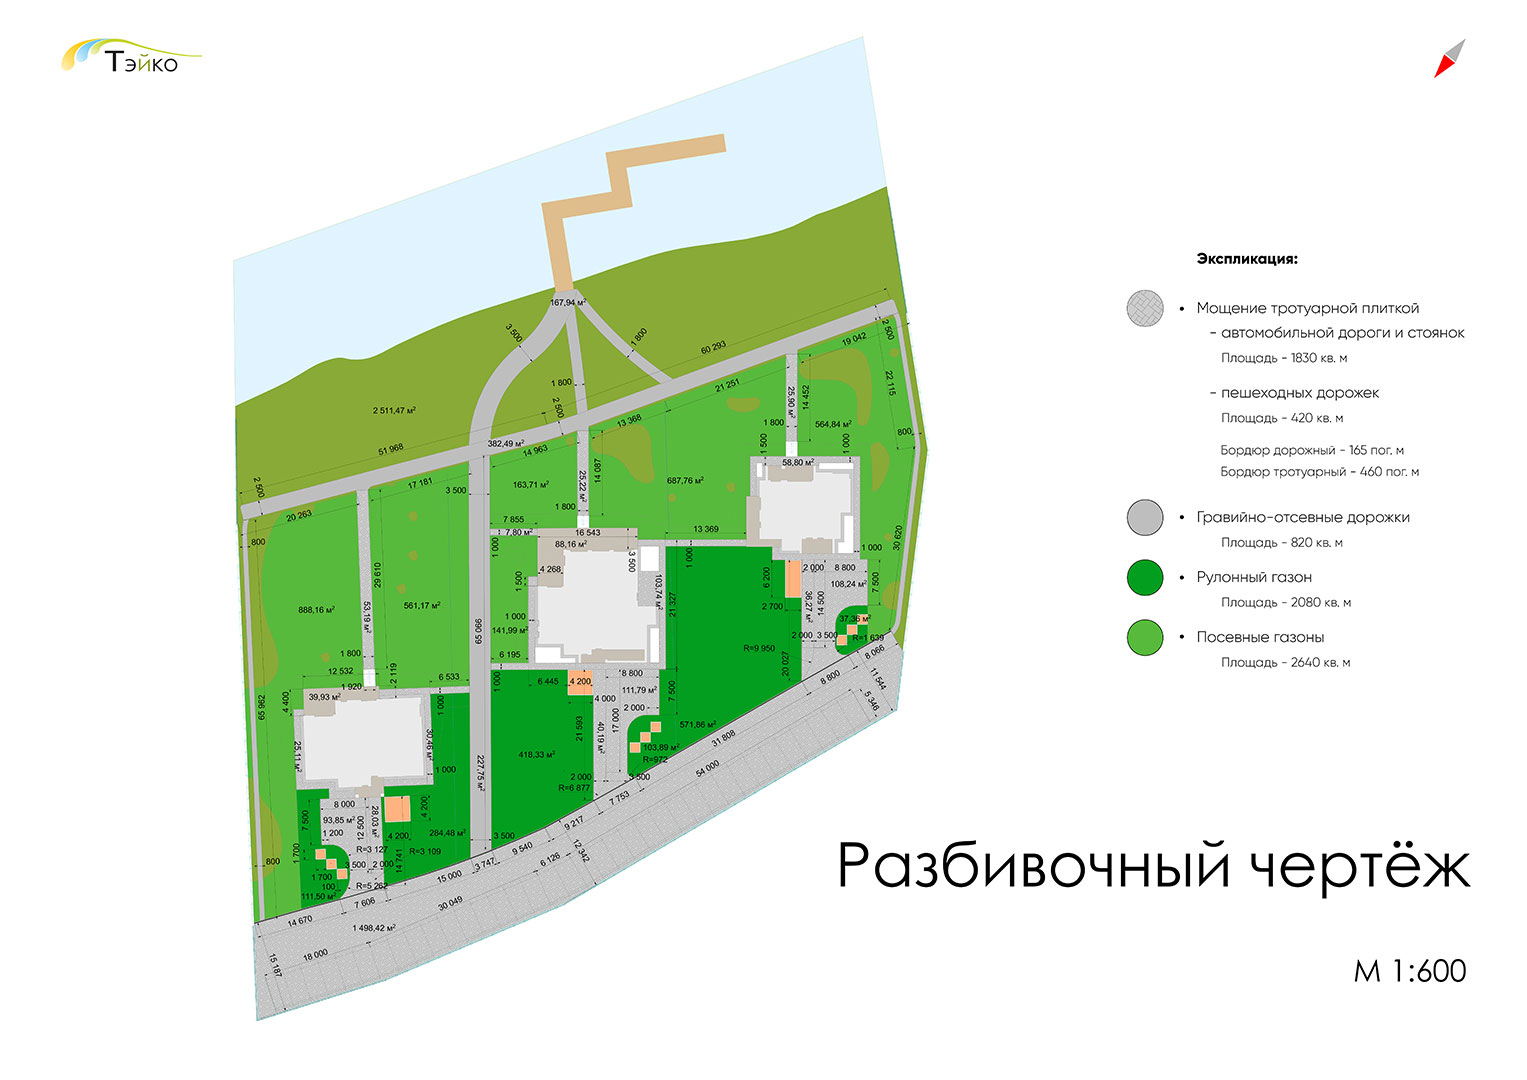 Тэйко
Экспликация:
• Мощение тротуарной плиткой
- автомобильной дороги и стоянок
Площадь - 1830 кв. м
- пешеходных дорожек
Площадь - 420 кв. м
Бордюр дорожный - 165 пог. м
Бордюр тротуарный - 460 пог. м
• Гравийно-отсевные дорожки
Площадь - 820 кв. м
• Рулонный газон
Площадь - 2080 кв. м
• Посевные газоны
Площадь - 2640 кв. м
Разбивочный чертёж
М 1:600
167,94 м²
3 500
1 800
60 293
19 042
2 500
22 115
800
1 800
2 500
21 251
25,90 м²
14 452
564,84 м²
2 511,47 м²
13 368
51 968
382,49 м²
14 963
1 800
1 500
1 000
58,80 м²
14 087
25,22 м²
687,76 м²
163,71 м²
17 181
3 500
2 500
20 263
800
1 800
7 855
7,80 м²
16 543
13 369
88,16 м²
1 000
1 000
3 500
1 000
30 620
4 268
1 500
103,74 м²
6 200
2 000
8 800
108,24 м²
7 500
29 610
53,19 м²
561,17 м²
888,16 м²
1 000
141,99 м²
21 327
2 700
36,27 м²
14 500
37,36 м²
2 000
3 500
R=1 639
65 066
6 195
R=9 950
20 027
8 066
1 800
12 532
2 119
6 533
1 000
1 920
39,93 м²
4 400
65 962
1 000
6 445
4 200
8 800
111,79 м²
4 000
2 000
7 500
8 800
11 544
5 346
21 593
40,19 м²
17 000
571,86 м²
31 808
103,89 м²
R=972
25,11 м²
30,46 м²
1 000
227,75 м²
418,33 м²
2 000
3 500
R=6 877
54 000
7 753
8 000
93,85 м²
28,03 м²
4 200
7 500
1 200
12 500
4 200
284,48 м²
3 500
9 217
9 540
12 342
6 126
3 747
R=3 127
R=3 109
1 700
3 500
2 000
14 741
800
1 700
100
R=5 262
111,50 м²
15 000
7 606
30 049
14 670
1 498,42 м²
18 000
15 187